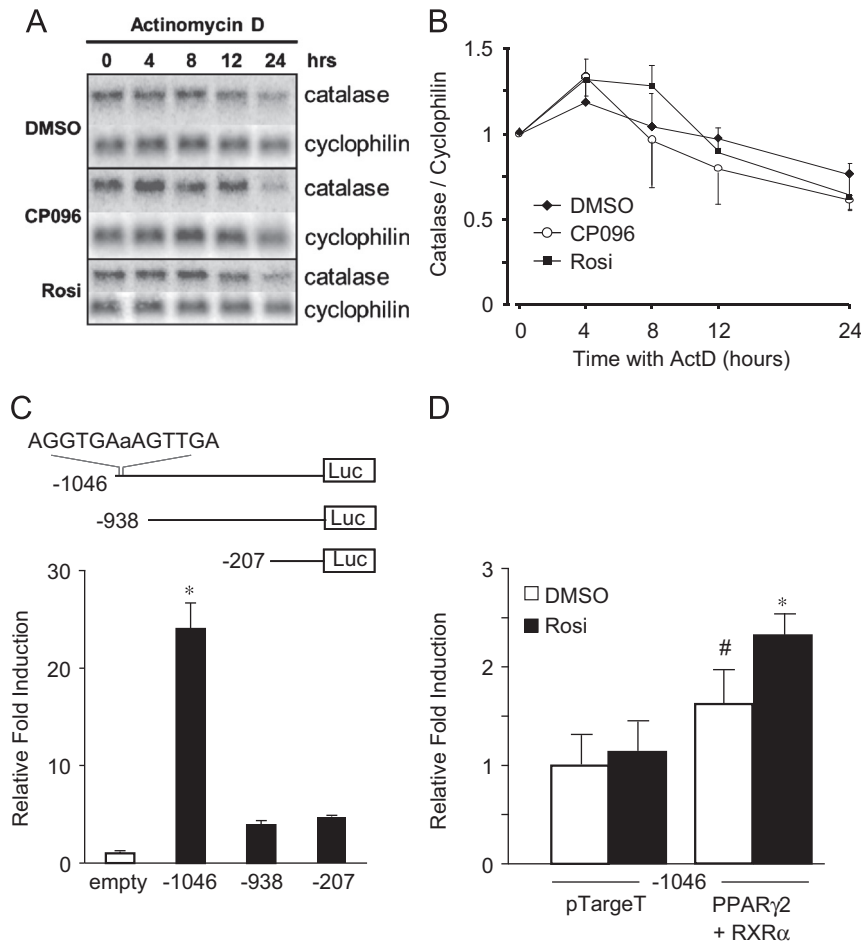 A
Actinomycin D
0 4 8 12 24 hrs
DMSO
catalase
cyclophilin
CP096
catalase
cyclophilin
Rosi
catalase
cyclophilin
B
Catalase / Cyclophilin
1.5
1
0.5
0
DMSO
CP096
Rosi
0 4 8 12 24
Time with ActD (hours)
C
AGGTGAaAGTTGA
-1046 Luc
-938 Luc
-207 Luc
Relative Fold Induction
30
20
10
0
*
empty -1046 -938 -207
D
Relative Fold Induction
3
2
1
0
DMSO
Rosi
#
*
-1046
pTargeT PPARγ2
+ RXRα